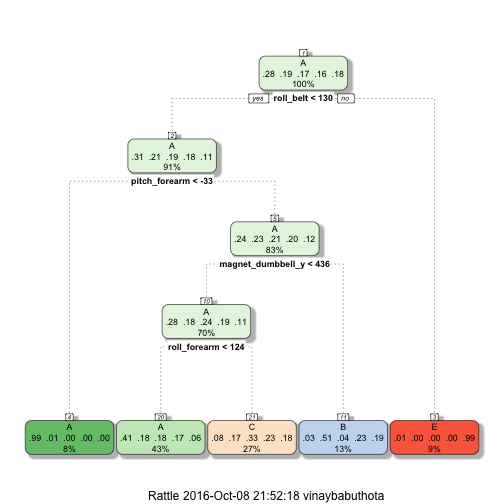 1
A
.28 .19 .17 .16 .18
100%
yes roll_belt < 130 no
2
A
.31 .21 .19 .18 .11
91%
pitch_forearm < -33
5
A
.24 .23 .21 .20 .12
83%
magnet_dumbbell_y < 436
10
A
.28 .18 .24 .19 .11
70%
roll_forearm < 124
4 20 21 11 3
A A C B E
.99 .01 .00 .00 .00 .41 .18 .18 .17 .06 .08 .17 .33 .23 .18 .03 .51 .04 .23 .19 .01 .00 .00 .00 .99
8% 43% 27% 13% 9%
Rattle 2016-Oct-08 21:52:18 vinaybabuthota